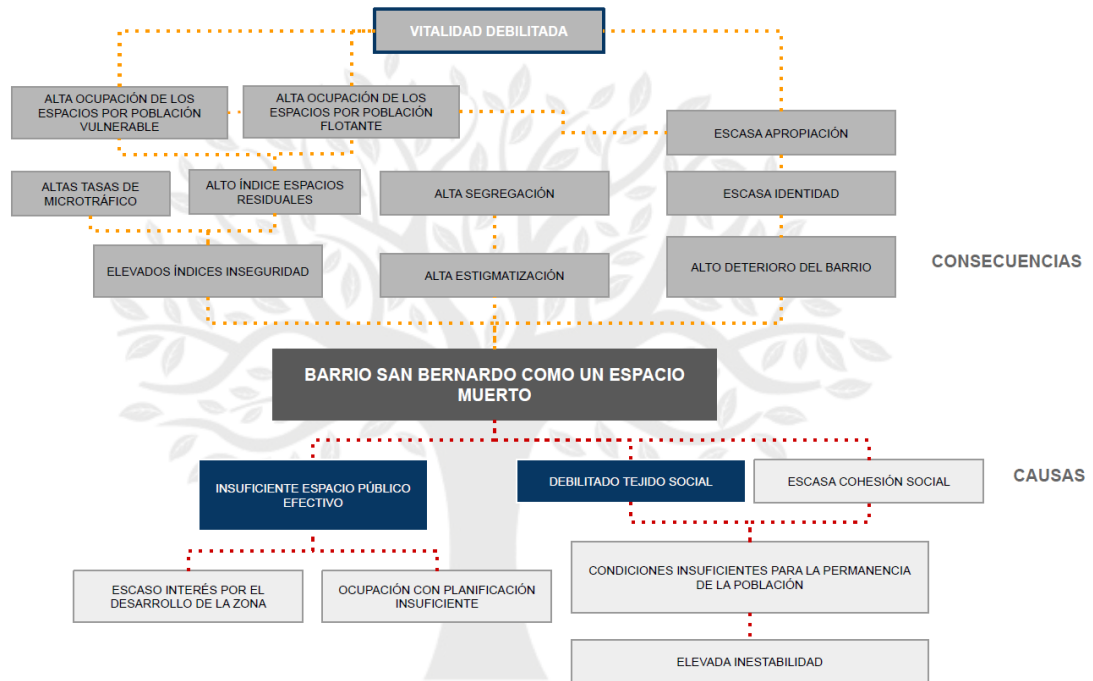 VITALIDAD DEBILITADA
ALTA OCUPACIÓN DE LOS
ESPACIOS POR POBLACIÓN
VULNERABLE
ALTA OCUPACIÓN DE LOS
ESPACIOS POR POBLACIÓN
FLOTANTE
ESCASA APROPIACIÓN
ALTAS TASAS DE
MICROTRÁFICO
ALTO ÍNDICE ESPACIOS
RESIDUALES
ALTA SEGREGACIÓN
ESCASA IDENTIDAD
ELEVADOS ÍNDICES INSEGURIDAD
ALTA ESTIGMATIZACIÓN
ALTO DETERIORO DEL BARRIO
CONSECUENCIAS
BARRIO SAN BERNARDO COMO UN ESPACIO
MUERTO
INSUFICIENTE ESPACIO PÚBLICO
EFECTIVO
DEBILITADO TEJIDO SOCIAL
ESCASA COHESIÓN SOCIAL
CAUSAS
ESCASO INTERÉS POR EL
DESARROLLO DE LA ZONA
OCUPACIÓN CON PLANIFICACIÓN
INSUFICIENTE
CONDICIONES INSUFICIENTES PARA LA PERMANENCIA
DE LA POBLACIÓN
ELEVADA INESTABILIDAD